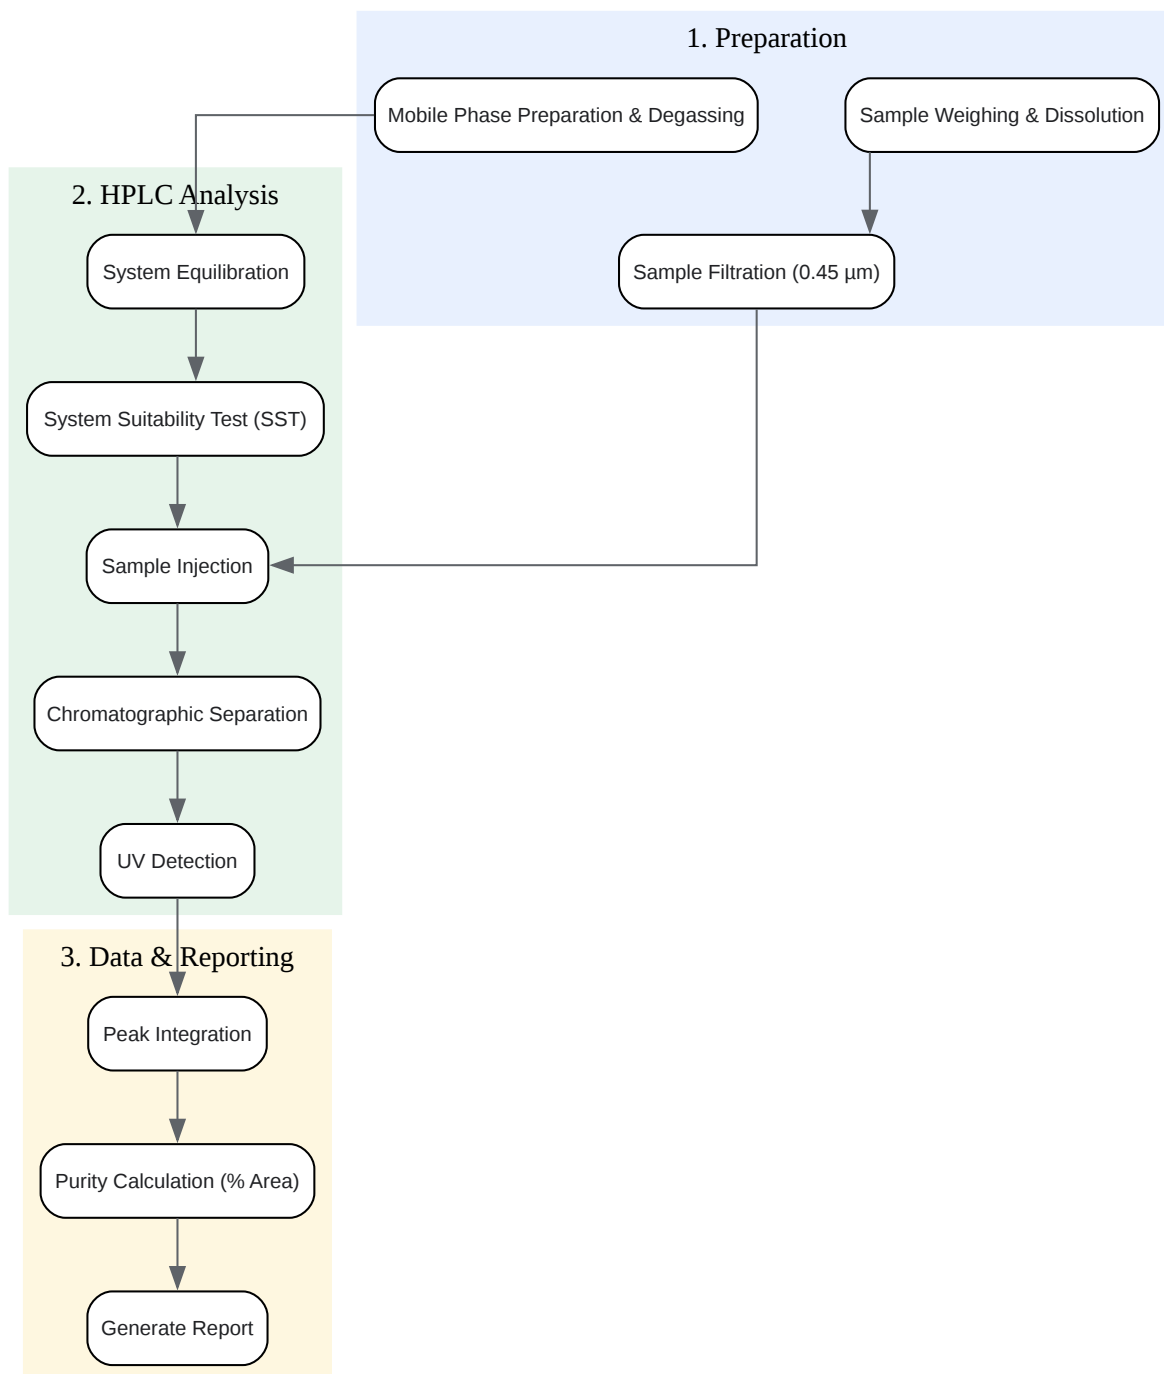 1. Preparation
Mobile Phase Preparation & Degassing
Sample Weighing & Dissolution
Sample Filtration (0.45 µm)
2. HPLC Analysis
System Equilibration
System Suitability Test (SST)
Sample Injection
Chromatographic Separation
UV Detection
3. Data & Reporting
Peak Integration
Purity Calculation (% Area)
Generate Report